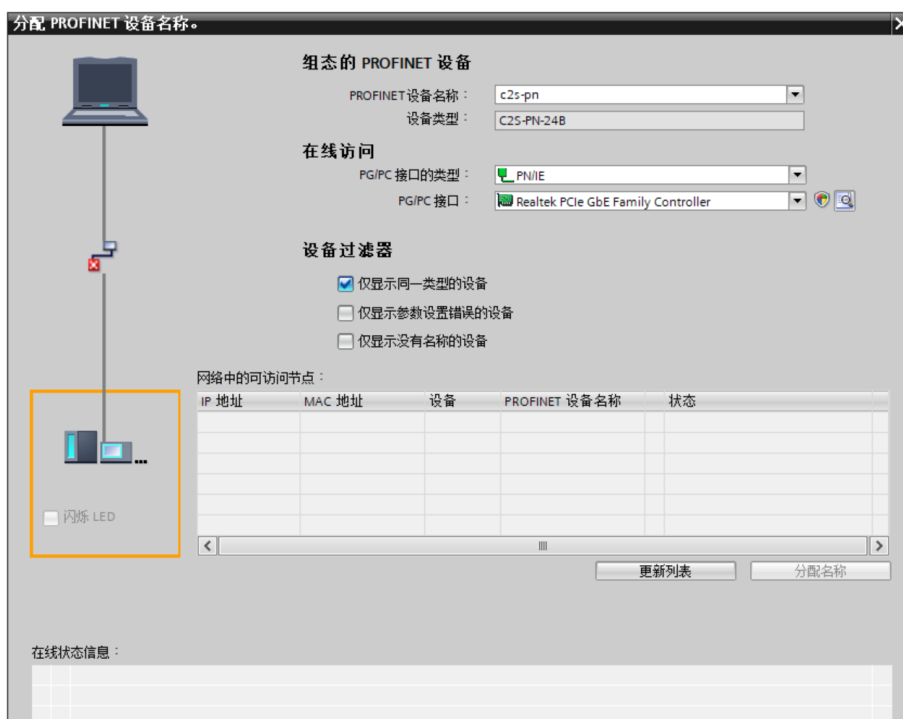 分配 PROFINET 设备名称。
组态的 PROFINET 设备
PROFINET设备名称： c2s-pn
设备类型： C2S-PN-24B
在线访问
PG/PC 接口的类型： PN/IE
PG/PC 接口： Realtek PCIe GbE Family Controller
设备过滤器
仅显示同一类型的设备
仅显示参数设置错误的设备
仅显示没有名称的设备
网络中的可访问节点：
IP 地址 MAC 地址 设备 PROFINET 设备名称 状态
闪烁 LED
更新列表 分配名称
在线状态信息：